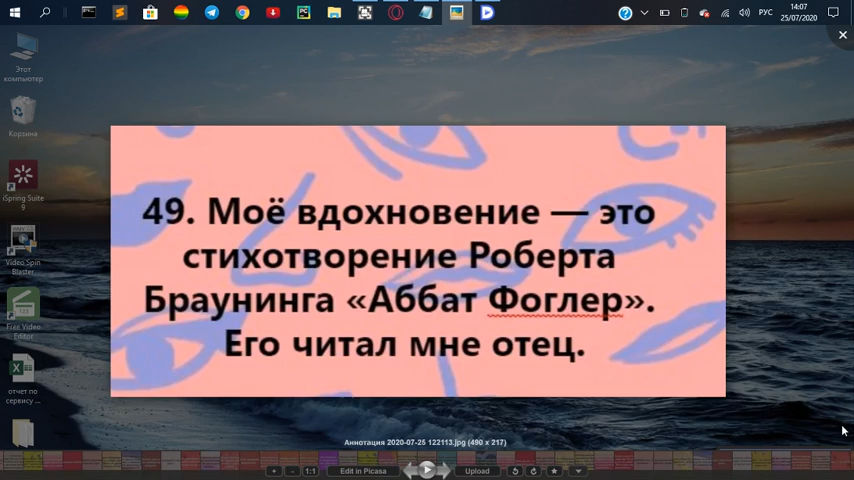 РУС
14:07
25/07/2020
Этот
компьютер
Корзина
iSpring Suite
9
Video Spin
Blaster
Free Video
Editor
отчет по
сервису ...
49. Моё вдохновение — это
стихотворение Роберта
Браунинга «Аббат Фоглер».
Его читал мне отец.
Аннотация 2020-07-25 122113.jpg (490 x 217)
1:1
Edit in Picasa
Upload